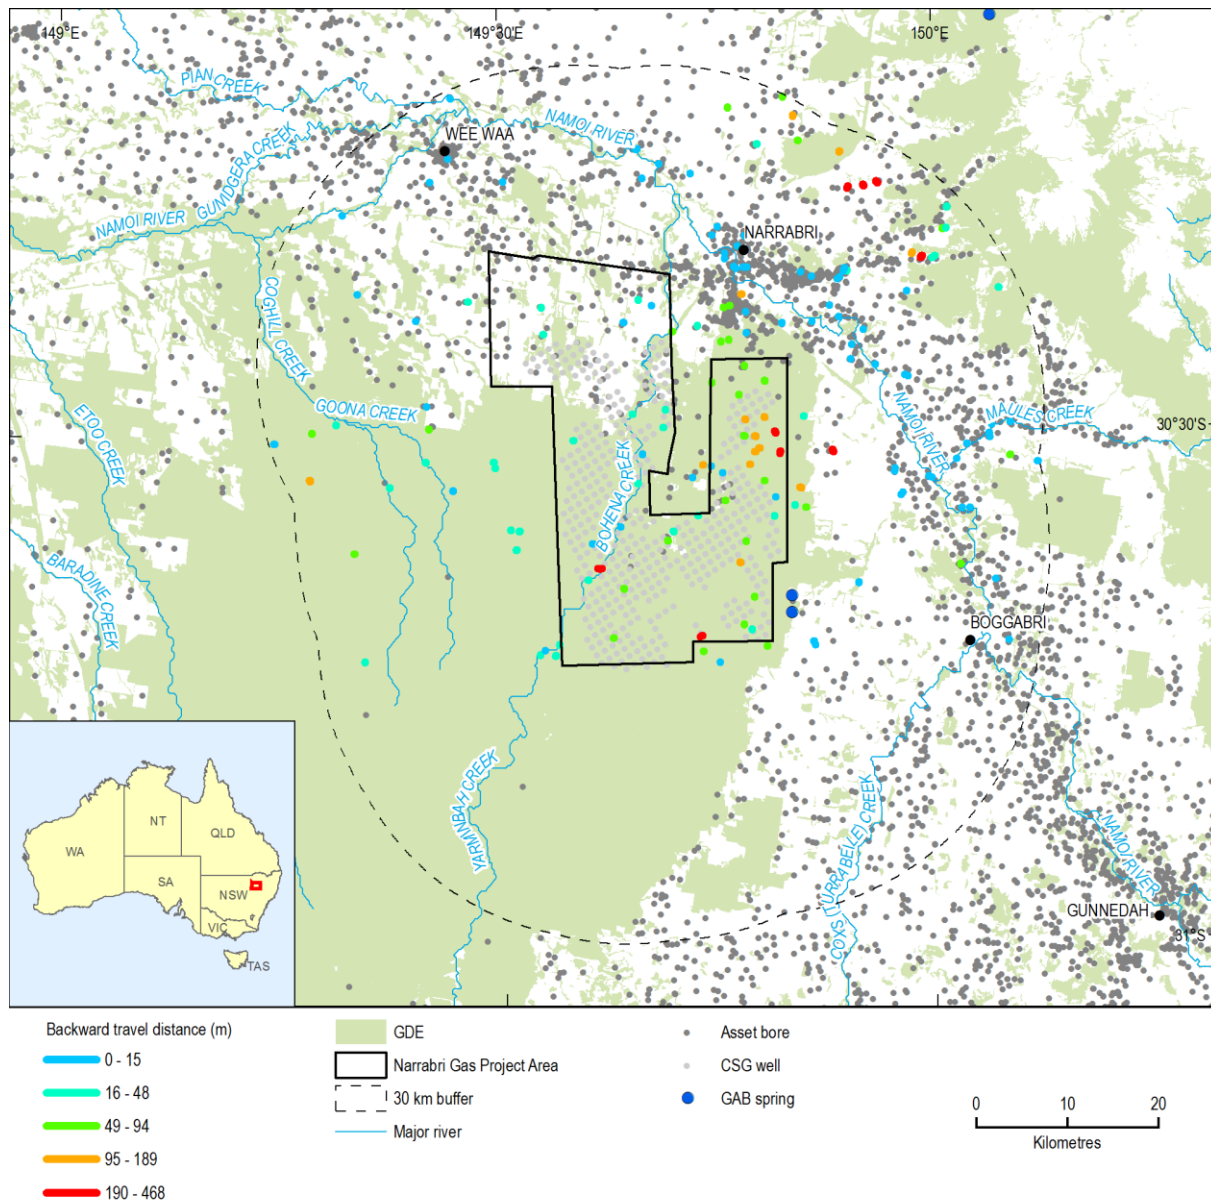 149°E
149°30'E
150°E
PIAN CREEK
NAMOI RIVER
WEE WAA
GUNIDGERA CREEK
NAMOI RIVER
NARRABRI
COGHILL CREEK
GOONA CREEK
ETOO CREEK
BOHENA CREEK
NAMOI RIVER
MAULES CREEK
30°30'S
BARADINE CREEK
BOGGABRI
YARMINBAH CREEK
COXS (TURRABEILE) CREEK
NAMOI RIVER
GUNNEDAH
31°S
NT
QLD
WA
SA
NSW
VIC
TAS
Backward travel distance (m)
0 - 15
16 - 48
49 - 94
95 - 189
190 - 468
GDE
Narrabri Gas Project Area
30 km buffer
Major river
Asset bore
CSG well
GAB spring
0 10 20
Kilometres